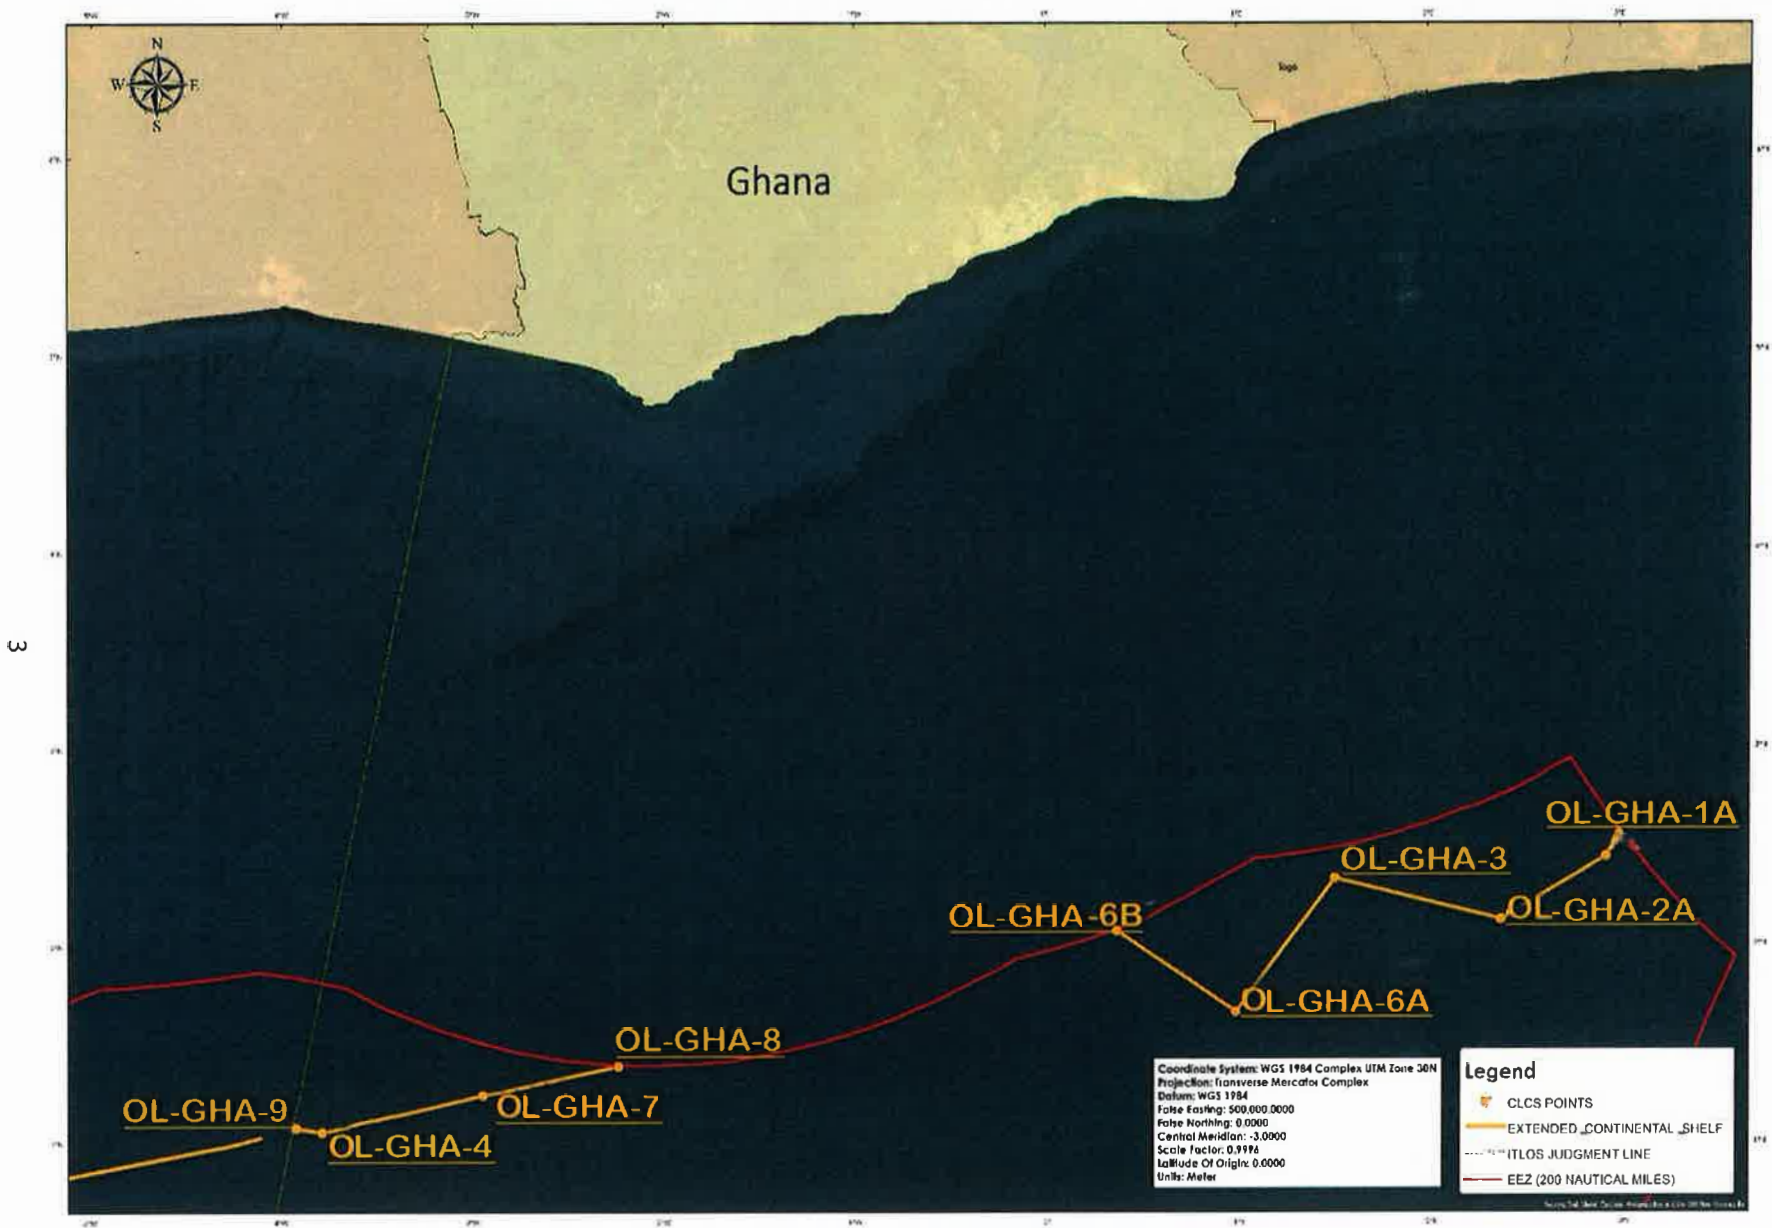 N
W E
S
Togo
Ghana
3
OL-GHA-1A
OL-GHA-3
OL-GHA-2A
OL-GHA-6B
OL-GHA-6A
OL-GHA-8
OL-GHA-7
OL-GHA-9
OL-GHA-4
Coordinate System: WGS 1984 Complex UTM Zone 30N
Projection: Transverse Mercator Complex
Datum: WGS 1984
False Easting: 500,000.0000
False Northing: 0.0000
Central Meridian: -3.0000
Scale Factor: 0.9996
Latitude Of Origin: 0.0000
Units: Meter
Legend
CLCS POINTS
EXTENDED_CONTINENTAL_SHELF
ITLOS JUDGMENT LINE
EEZ (200 NAUTICAL MILES)